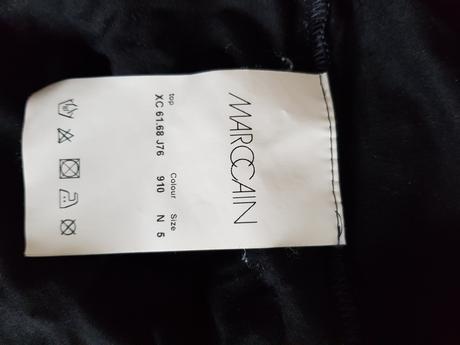 MARCCAIN
top Colour Size
XC 61.68 J76 910 N 5